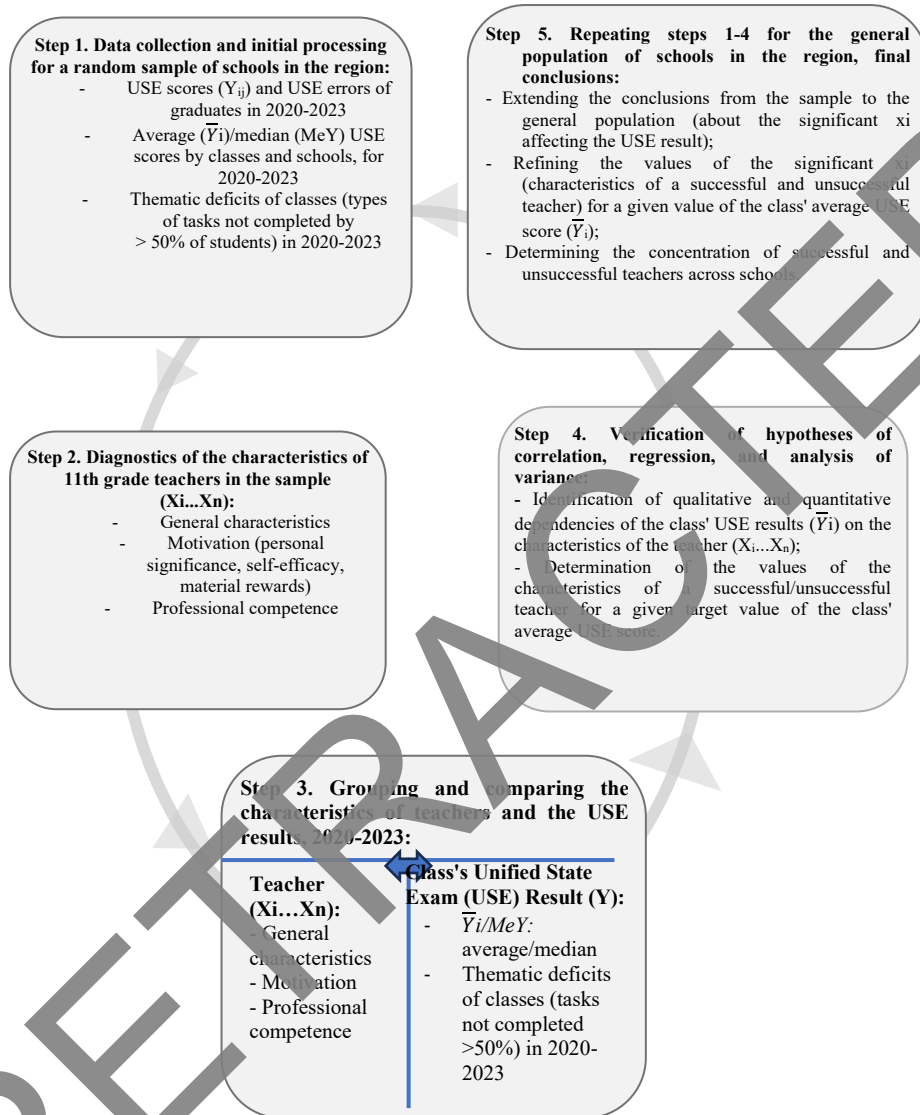 Step 1. Data collection and initial processing
for a random sample of schools in the region:
- USE scores (Yij) and USE errors of
graduates in 2020-2023
- Average (Y̅i)/median (MeY) USE
scores by classes and schools, for
2020-2023
- Thematic deficits of classes (types
of tasks not completed by
> 50% of students) in 2020-2023
Step 2. Diagnostics of the characteristics of
11th grade teachers in the sample
(Xi...Xn):
- General characteristics
- Motivation (personal
significance, self-efficacy,
material rewards)
- Professional competence
Step 3. Grouping and comparing the
characteristics of teachers and the USE
results, 2020-2023:
Teacher
(Xi…Xn):
- General
characteristics
- Motivation
- Professional
competence
Class's Unified State
Exam (USE) Result (Y):
- Y̅i/MeY:
average/median
- Thematic deficits
of classes (tasks
not completed
>50%) in 2020-
2023
Step 4. Verification of hypotheses of
correlation, regression, and analysis of
variance:
- Identification of qualitative and quantitative
dependencies of the class' USE results (Y̅i) on the
characteristics of the teacher (Xi...Xn);
- Determination of the values of the
characteristics of a successful/unsuccessful
teacher for a given target value of the class'
average USE score.
Step 5. Repeating steps 1-4 for the general
population of schools in the region, final
conclusions:
- Extending the conclusions from the sample to the
general population (about the significant xi
affecting the USE result);
- Refining the values of the significant xi
(characteristics of a successful and unsuccessful
teacher) for a given value of the class' average USE
score (Y̅i);
- Determining the concentration of successful and
unsuccessful teachers across schools.
RETRACTED